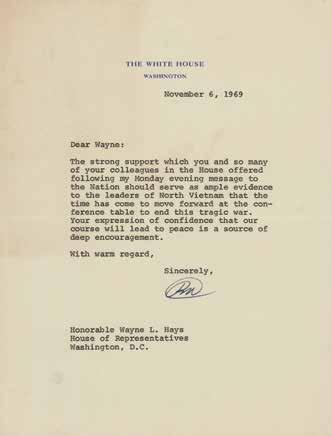 THE WHITE HOUSE
WASHINGTON
November 6, 1969
Dear Wayne:
The strong support which you and so many
of your colleagues in the House offered
following my Monday evening message to
the Nation should serve as ample evidence
to the leaders of North Vietnam that the
time has come to move forward at the con-
ference table to end this tragic war.
Your expression of confidence that our
course will lead to peace is a source of
deep encouragement.
With warm regard,
Sincerely,
RN
Honorable Wayne L. Hays
House of Representatives
Washington, D.C.